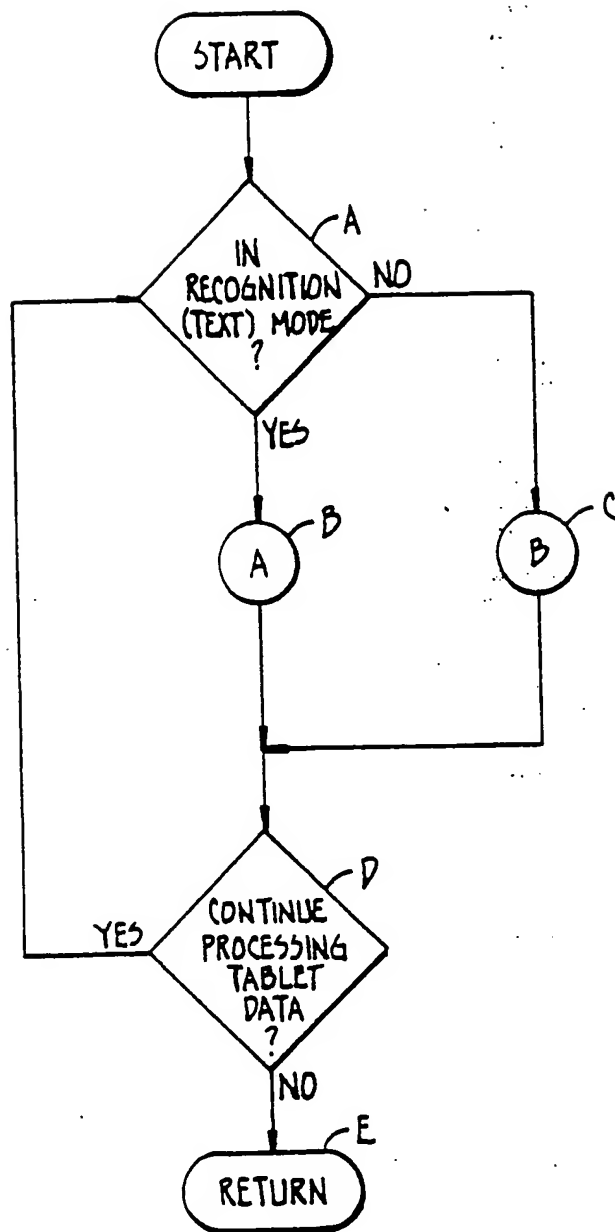 START
A
IN
RECOGNITION
(TEXT) MODE
?
NO
YES
B
A
C
B
D
CONTINUE
PROCESSING
TABLET
DATA
?
YES
NO
E
RETURN